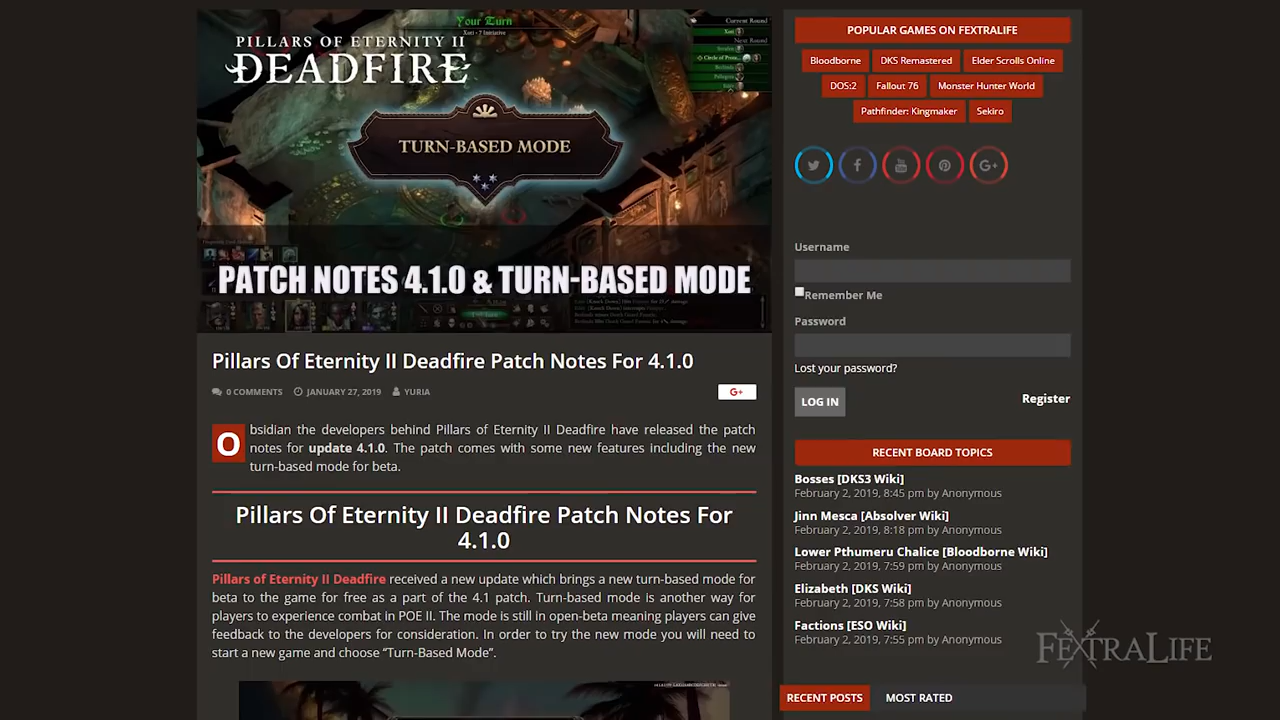 Your Turn
Xoti - 7 Initiative
Current Round
Xoti
Next Round
PILLARS OF ETERNITY II
DEADFIRE
TURN-BASED MODE
PATCH NOTES 4.1.0 & TURN-BASED MODE
Pillars Of Eternity II Deadfire Patch Notes For 4.1.0
0 COMMENTS JANUARY 27, 2019 YURIA
G+
Obsidian the developers behind Pillars of Eternity II Deadfire have released the patch
notes for update 4.1.0. The patch comes with some new features including the new
turn-based mode for beta.
Pillars Of Eternity II Deadfire Patch Notes For
4.1.0
Pillars of Eternity II Deadfire received a new update which brings a new turn-based mode for
beta to the game for free as a part of the 4.1 patch. Turn-based mode is another way for
players to experience combat in POE II. The mode is still in open-beta meaning players can give
feedback to the developers for consideration. In order to try the new mode you will need to
start a new game and choose “Turn-Based Mode”.
POPULAR GAMES ON FEXTRALIFE
Bloodborne DKS Remastered Elder Scrolls Online
DOS:2 Fallout 76 Monster Hunter World
Pathfinder: Kingmaker Sekiro
Username
Remember Me
Password
Lost your password?
LOG IN Register
RECENT BOARD TOPICS
Bosses [DKS3 Wiki]
February 2, 2019, 8:45 pm by Anonymous
Jinn Mesca [Absolver Wiki]
February 2, 2019, 8:18 pm by Anonymous
Lower Pthumeru Chalice [Bloodborne Wiki]
February 2, 2019, 7:59 pm by Anonymous
Elizabeth [DKS Wiki]
February 2, 2019, 7:58 pm by Anonymous
Factions [ESO Wiki]
February 2, 2019, 7:55 pm by Anonymous
FEXTRALIFE
RECENT POSTS MOST RATED